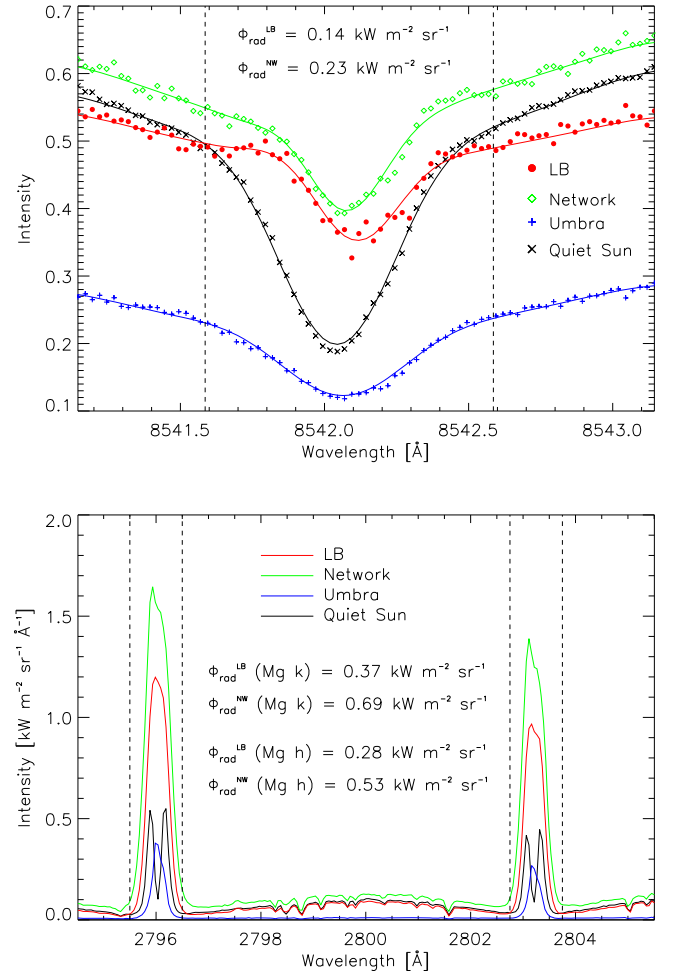 0.7
Φrad^LB = 0.14 kW m⁻² sr⁻¹
Φrad^NW = 0.23 kW m⁻² sr⁻¹
0.6
0.5
0.4
0.3
0.2
0.1
Intensity
LB
Network
Umbra
Quiet Sun
8541.5 8542.0 8542.5 8543.0
Wavelength [Å]
2.0
1.5
1.0
0.5
0.0
Intensity [kW m⁻² sr⁻¹ Å⁻¹]
LB
Network
Umbra
Quiet Sun
Φrad^LB (Mg k) = 0.37 kW m⁻² sr⁻¹
Φrad^NW (Mg k) = 0.69 kW m⁻² sr⁻¹
Φrad^LB (Mg h) = 0.28 kW m⁻² sr⁻¹
Φrad^NW (Mg h) = 0.53 kW m⁻² sr⁻¹
2796 2798 2800 2802 2804
Wavelength [Å]